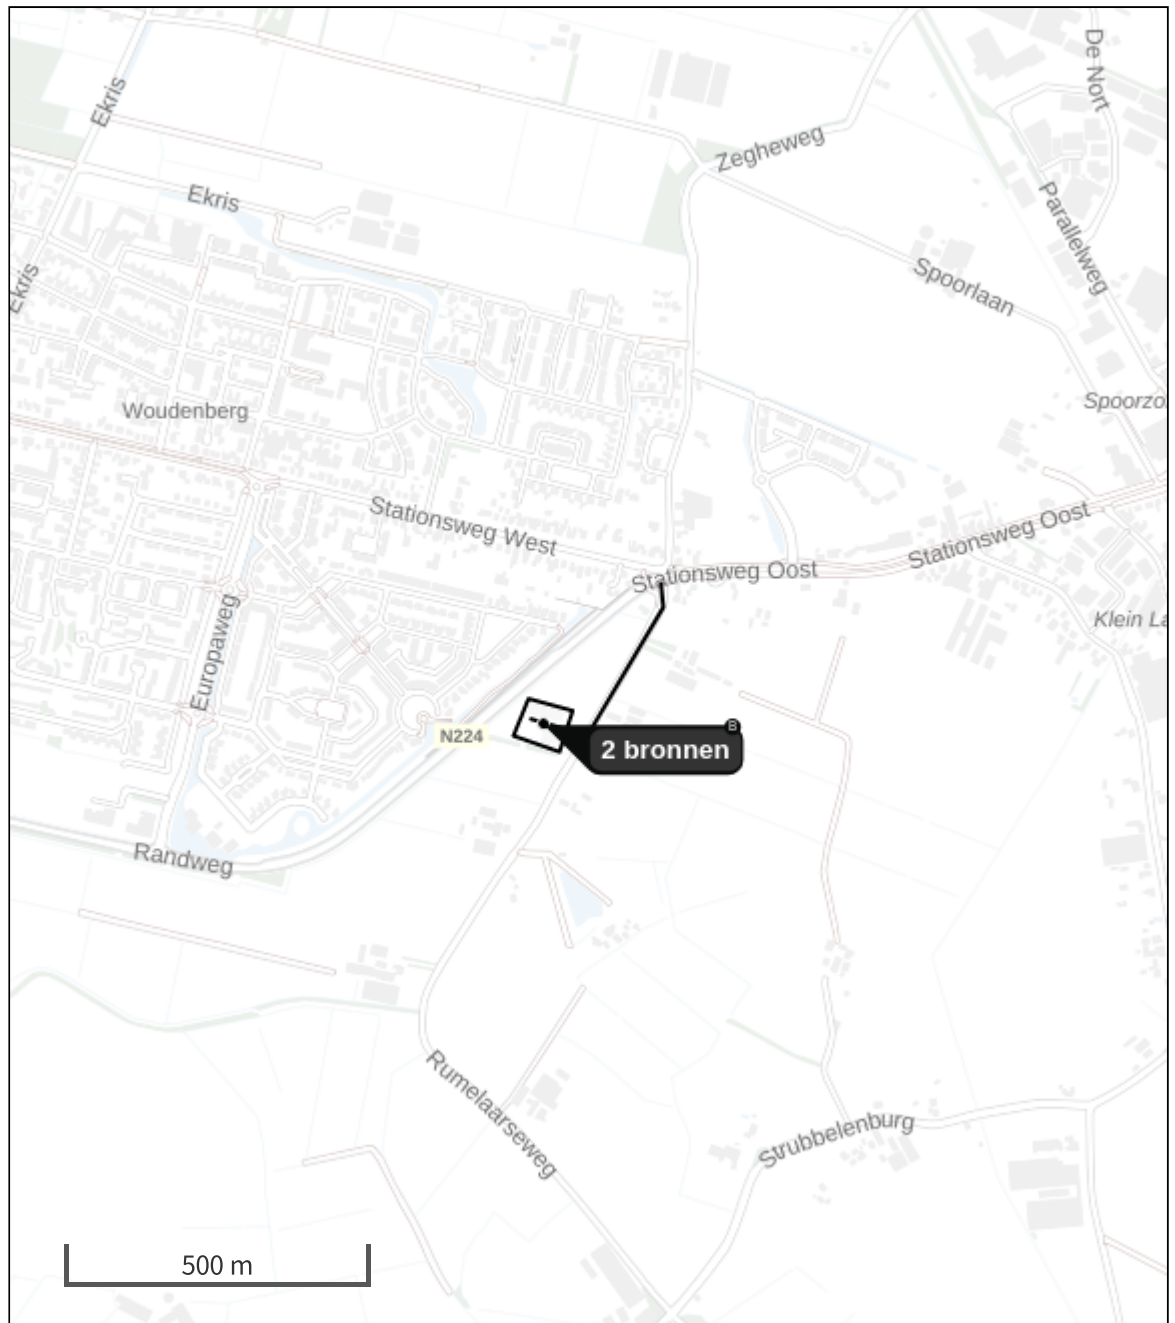 De Nort
Ekris
Zegheweg
Ekris
Parallelweg
Ekris
Spoorlaan
Woudenberg
Spoorzo
Stationsweg West
Stationsweg Oost
Stationsweg Oost
Klein La
Europaweg
N224
B
2 bronnen
Randweg
Rumelaarseweg
Strubbelenburg
500 m